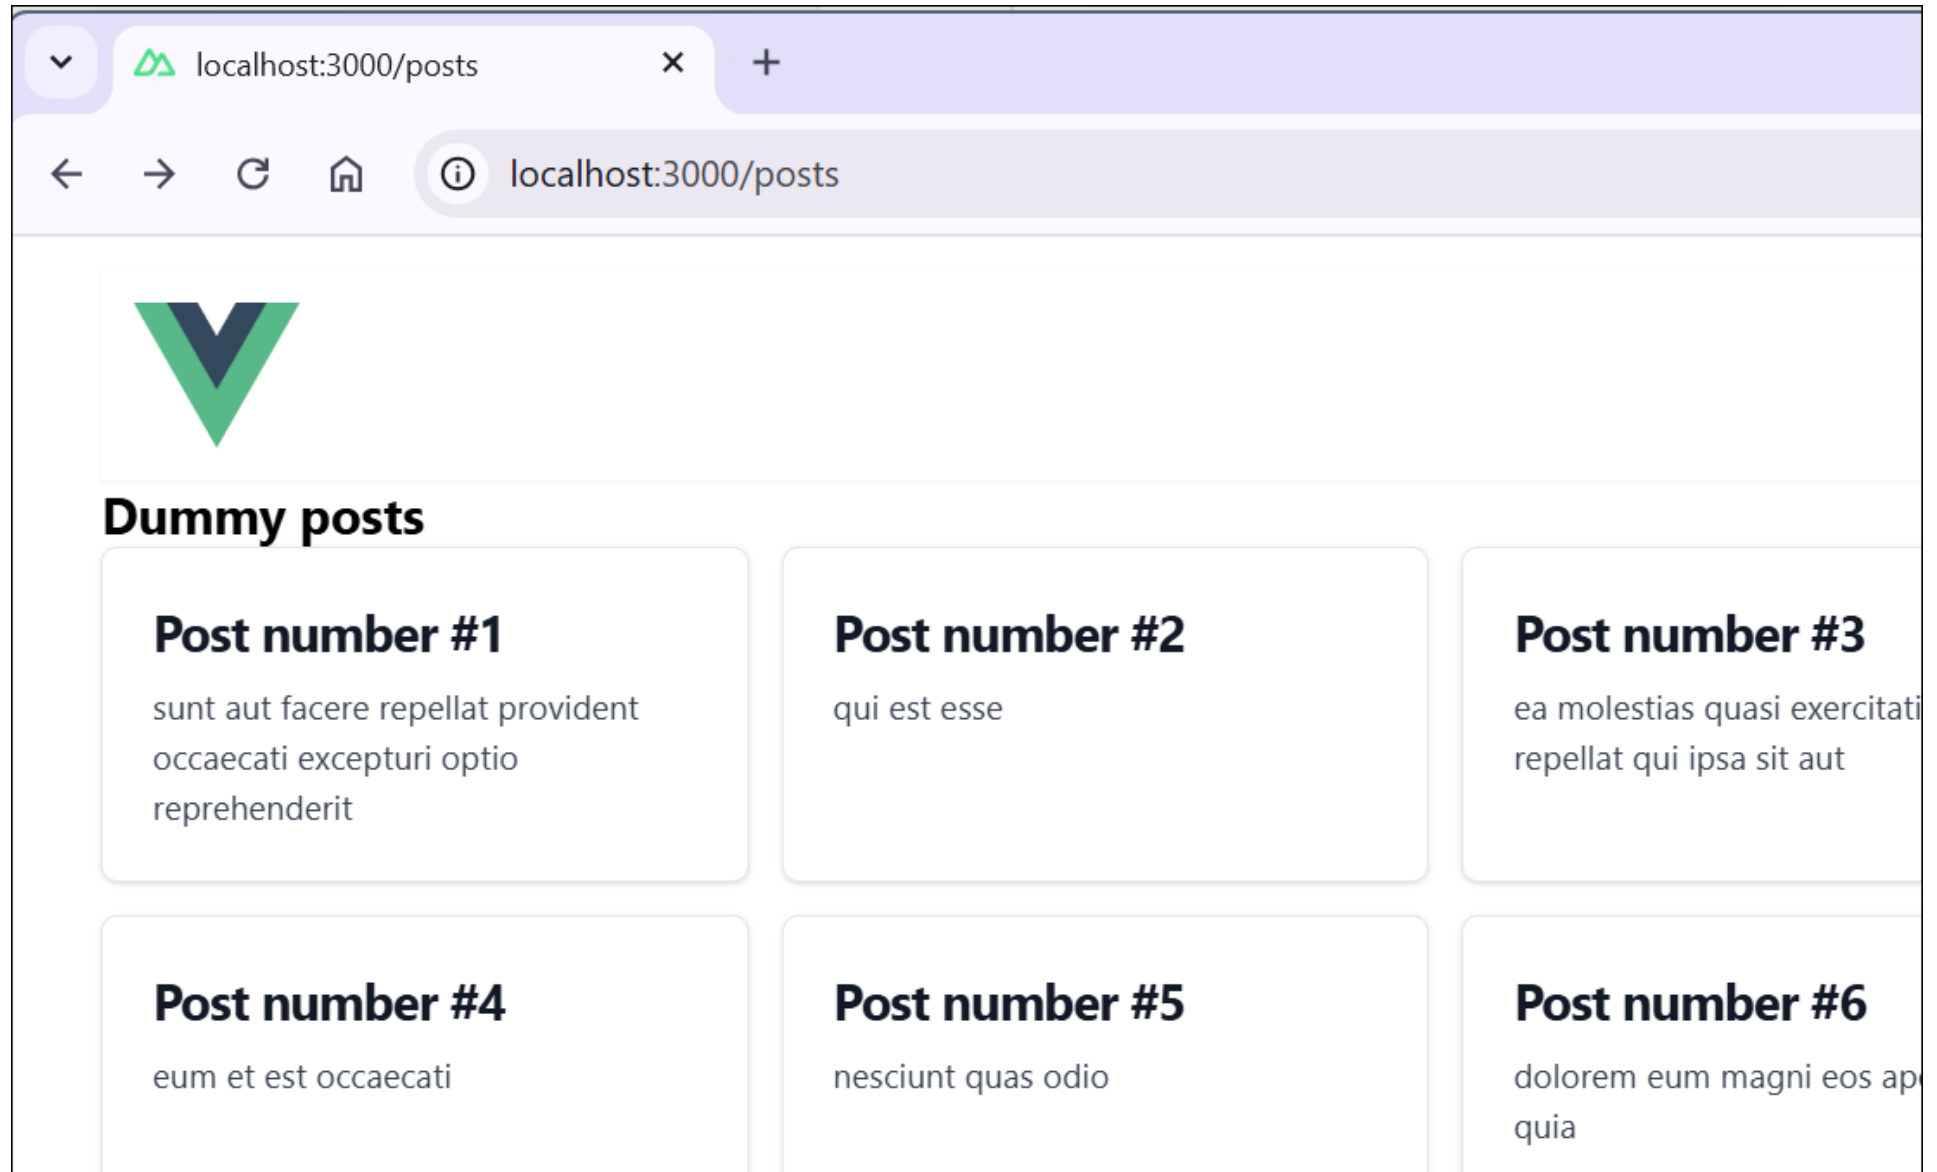 localhost:3000/posts
localhost:3000/posts
Dummy posts
Post number #1
sunt aut facere repellat provident
occaecati excepturi optio
reprehenderit
Post number #2
qui est esse
Post number #3
ea molestias quasi
repellat qui ipsa sit aut
Post number #4
eum et est occaecati
Post number #5
nesciunt quas odio
Post number #6
dolorem eum magni eos
quia